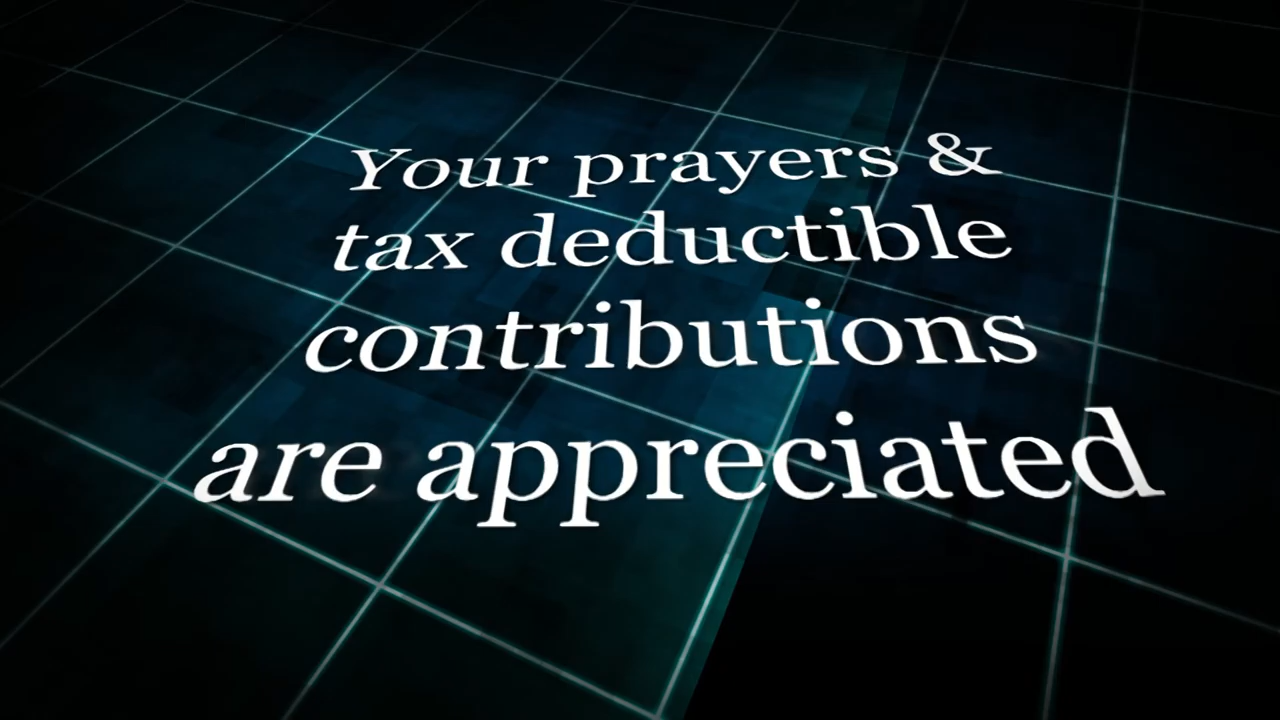 Your prayers &
tax deductible
contributions
are appreciated